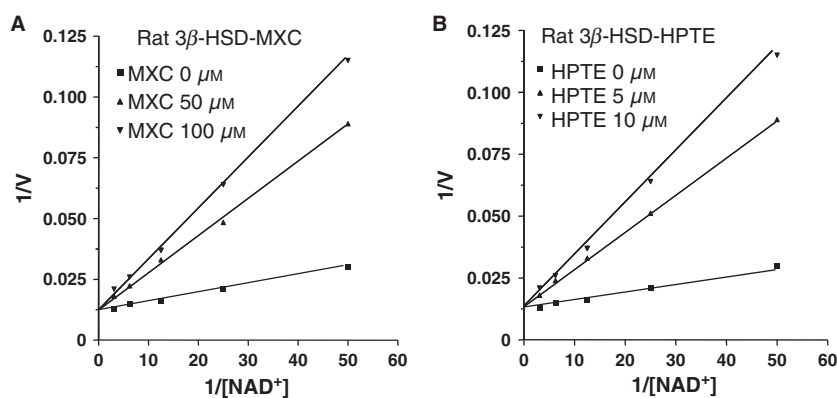 A
Rat 3β-HSD-MXC
MXC 0 μM
MXC 50 μM
MXC 100 μM
1/V
0.125
0.100
0.075
0.050
0.025
0
0 10 20 30 40 50 60
1/[NAD+]
B
Rat 3β-HSD-HPTE
HPTE 0 μM
HPTE 5 μM
HPTE 10 μM
1/V
0.125
0.100
0.075
0.050
0.025
0
0 10 20 30 40 50 60
1/[NAD+]